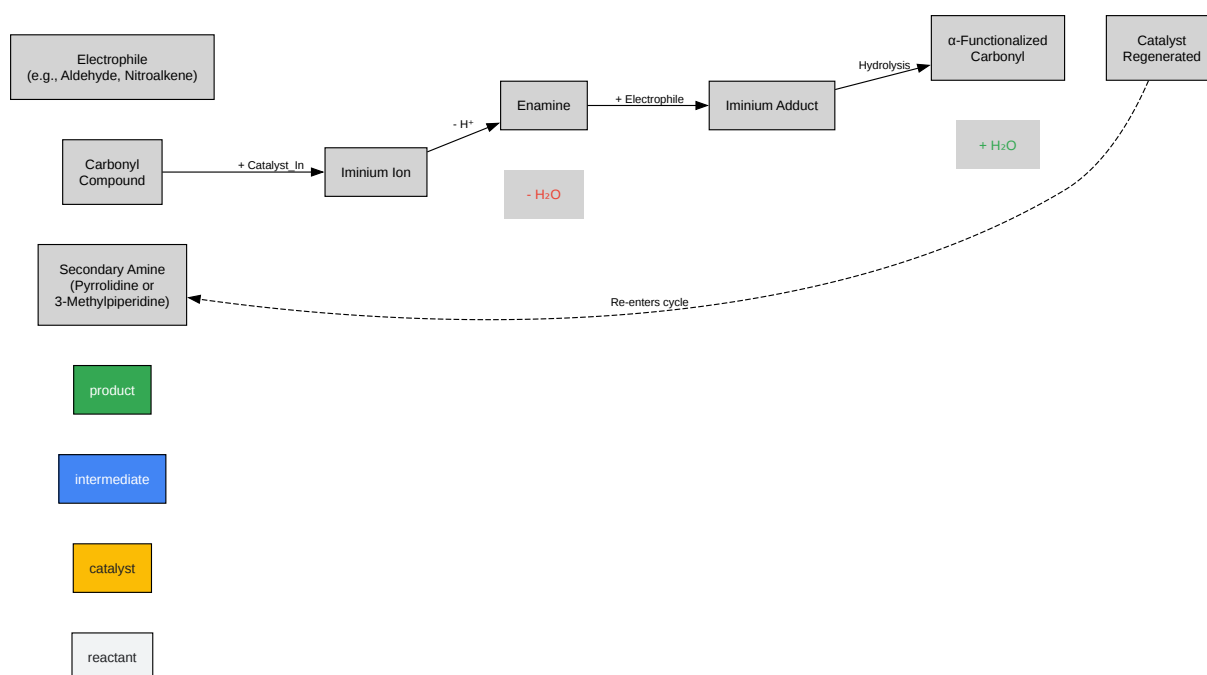 Electrophile
(e.g., Aldehyde, Nitroalkene)
Carbonyl
Compound
+ Catalyst_In
Iminium Ion
- H⁺
Enamine
- H₂O
+ Electrophile
Iminium Adduct
Hydrolysis
α-Functionalized
Carbonyl
+ H₂O
Catalyst
Regenerated
Re-enters cycle
Secondary Amine
(Pyrrolidine or
3-Methylpiperidine)
product
intermediate
catalyst
reactant